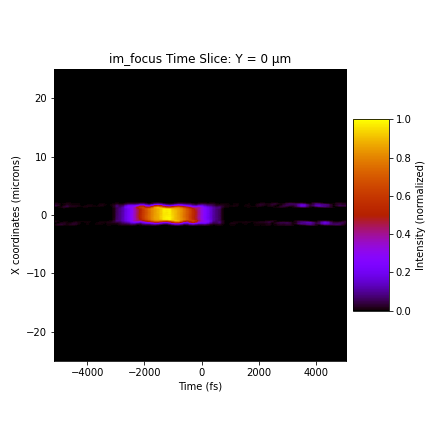 im_focus Time Slice: Y = 0 μm
X coordinates (microns)
20
10
0
−10
−20
−4000 −2000 0 2000 4000
Time (fs)
1.0
0.8
0.6
0.4
0.2
0.0
Intensity (normalized)